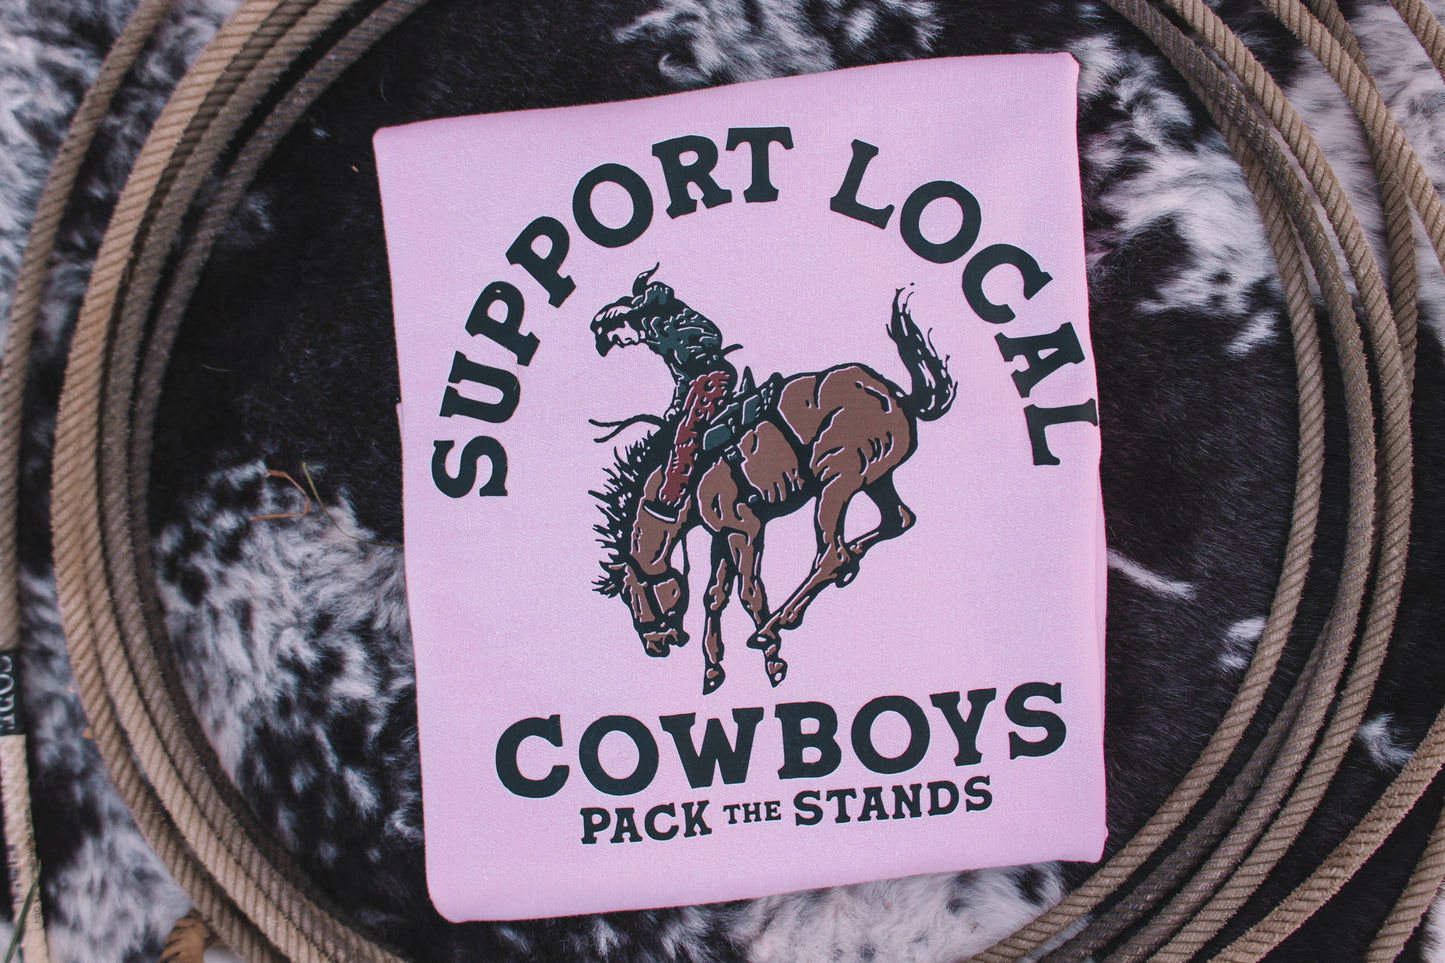 SUPPORT LOCAL
COWBOYS
PACK THE STANDS